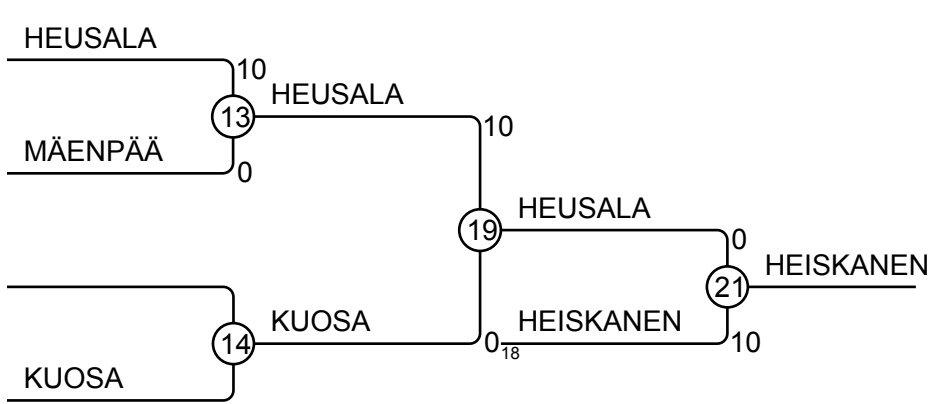 HEUSALA
10
13
HEUSALA
10
MÄENPÄÄ
0
19
HEUSALA
0
21
HEISKANEN
14
KUOSA
0
18
HEISKANEN
10
KUOSA